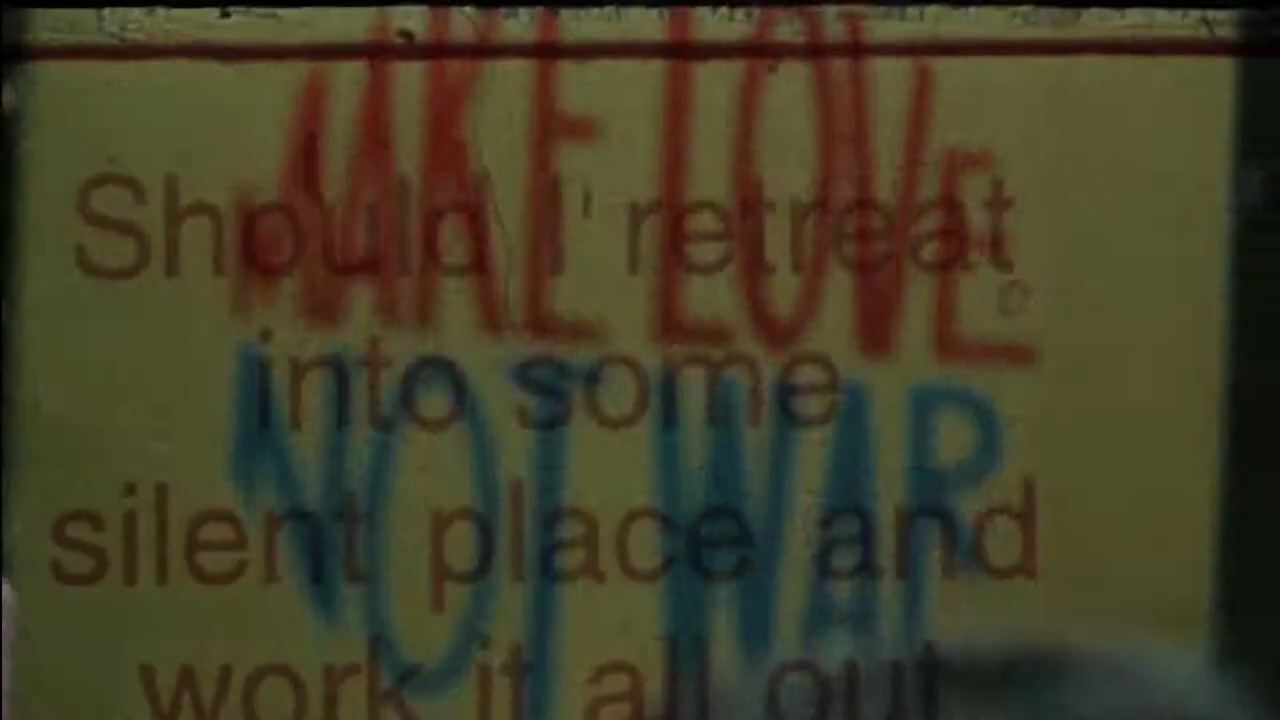 MAKE LOVE
NOT WAR
Should I retreat
into some
silent place and
work it all out